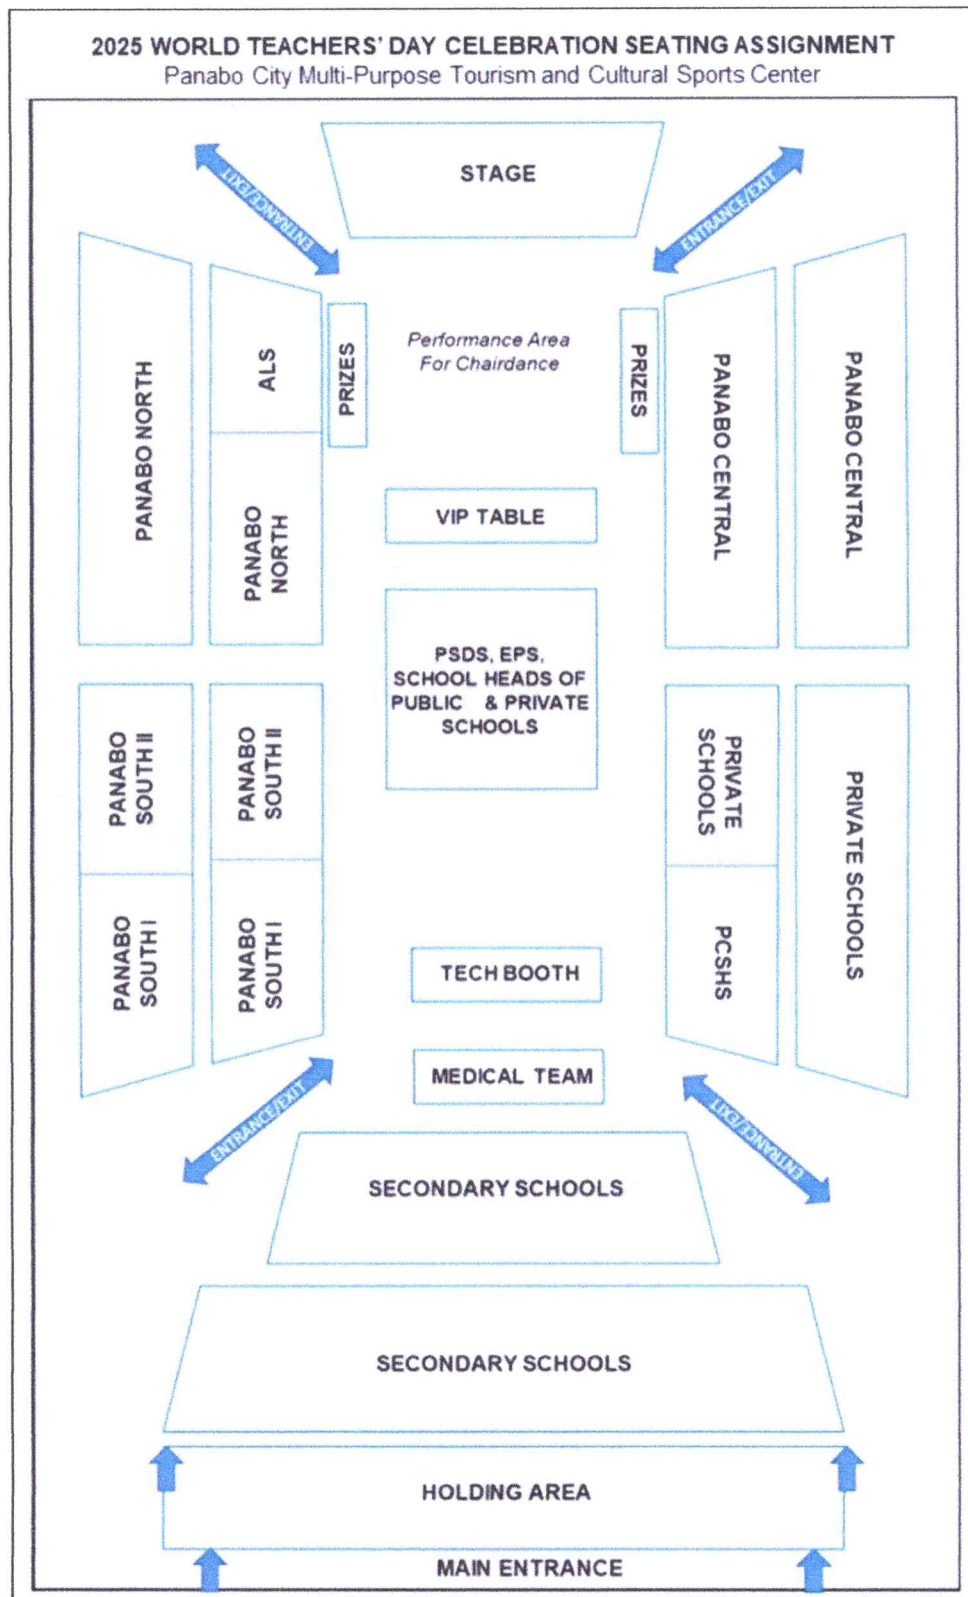 2025 WORLD TEACHERS' DAY CELEBRATION SEATING ASSIGNMENT
Panabo City Multi-Purpose Tourism and Cultural Sports Center
STAGE
ENTRANCE/EXIT
ENTRANCE/EXIT
PANABO NORTH
ALS
PANABO
NORTH
PRIZES
Performance Area
For Chairdance
PRIZES
PANABO CENTRAL
PANABO CENTRAL
VIP TABLE
PSDS, EPS,
SCHOOL HEADS OF
PUBLIC & PRIVATE
SCHOOLS
PANABO
SOUTH II
PANABO
SOUTH II
PANABO
SOUTH I
PANABO
SOUTH I
PRIVATE
SCHOOLS
PCSHS
PRIVATE SCHOOLS
TECH BOOTH
MEDICAL TEAM
ENTRANCE/EXIT
ENTRANCE/EXIT
SECONDARY SCHOOLS
SECONDARY SCHOOLS
HOLDING AREA
MAIN ENTRANCE